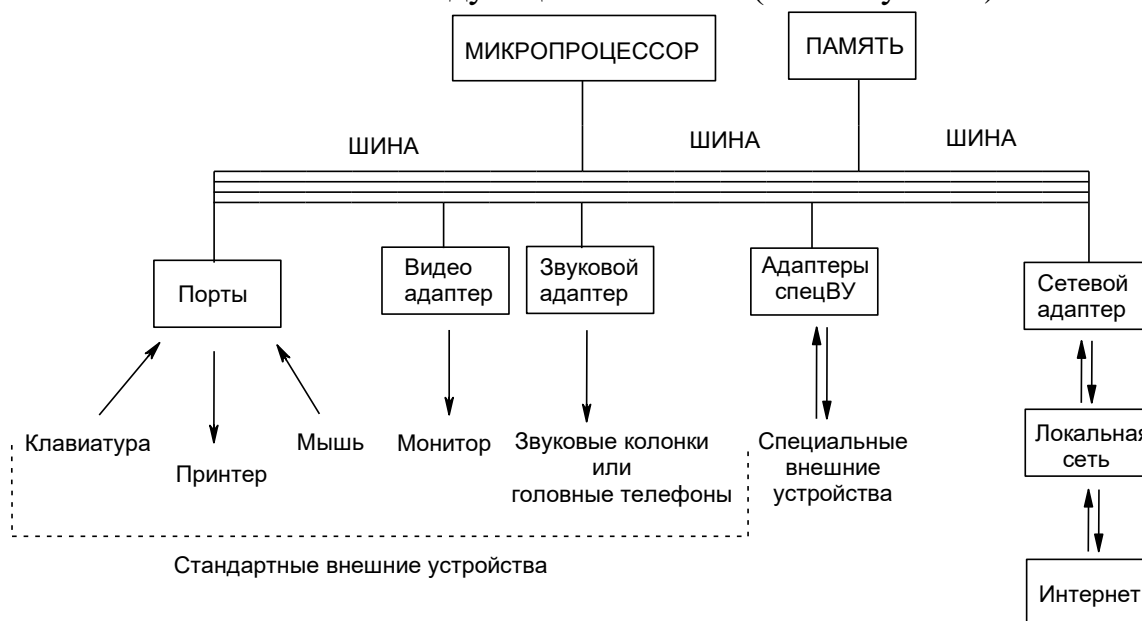 МИКРОПРОЦЕССОР
ПАМЯТЬ
ШИНА
ШИНА
ШИНА
Порты
Видео
адаптер
Звуковой
адаптер
Адаптеры
спецВУ
Сетевой
адаптер
Клавиатура
Принтер
Мышь
Монитор
Звуковые колонки
или
головные телефоны
Специальные
внешние
устройства
Локальная
сеть
Стандартные внешние устройства
Интернет